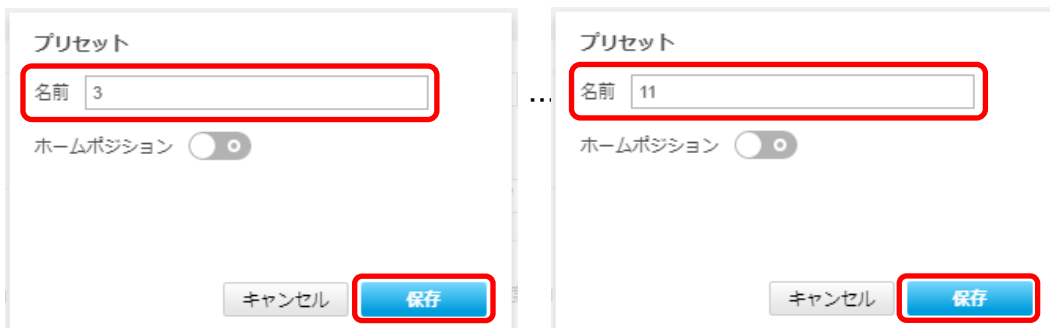 プリセット
名前 3
ホームポジション
キャンセル 保存
...
プリセット
名前 11
ホームポジション
キャンセル 保存